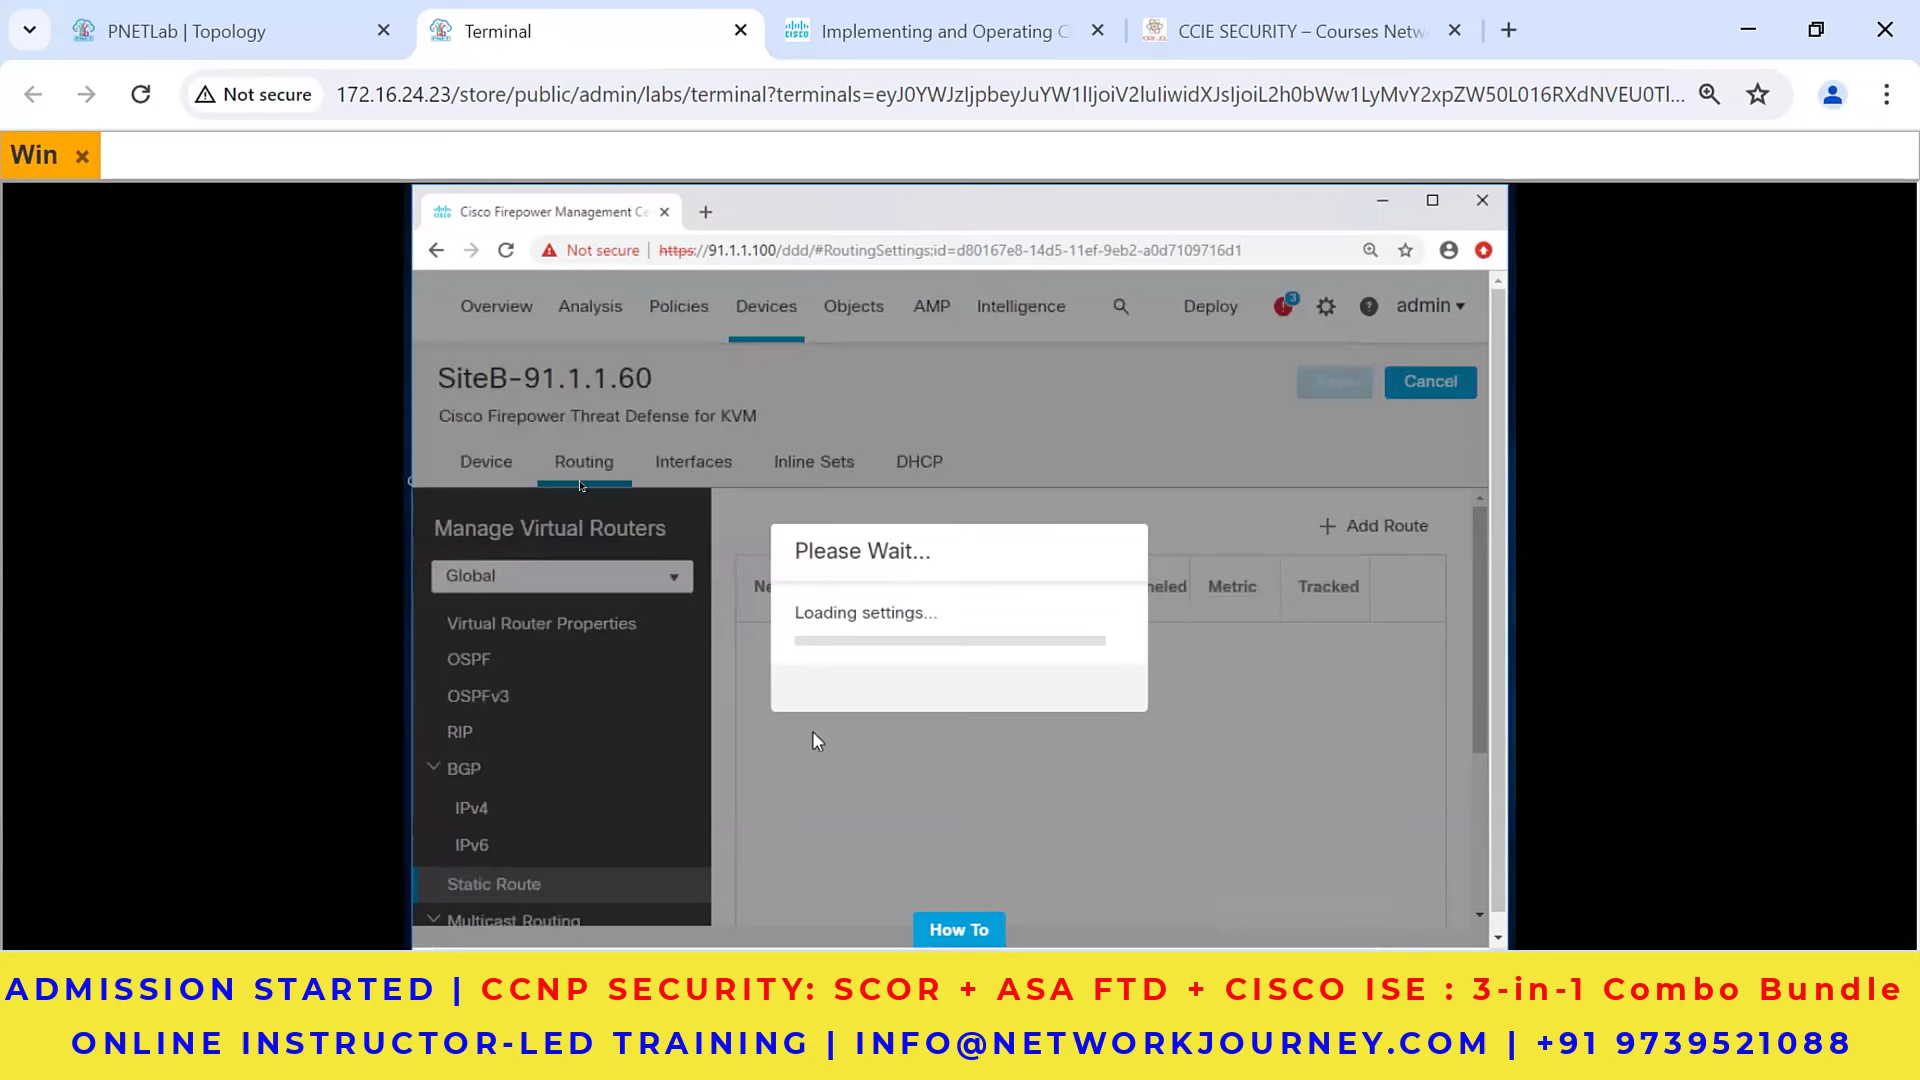 PNETLab | Topology
Terminal
Implementing and Operating C
CCIE SECURITY – Courses Netw
Not secure
172.16.24.23/store/public/admin/labs/terminal?terminals=eyJ0YWJzIjpbeyJuYW1lIjoiV2luIiwidXJsIjoiL2h0bWw1LyMvY2xpZW50L016RXdNVEU0Tl...
Win
Cisco Firepower Management Ce
Not secure
https://91.1.1.100/ddd/#RoutingSettings;id=d80167e8-14d5-11ef-9eb2-a0d7109716d1
Overview Analysis Policies Devices Objects AMP Intelligence Deploy 3 admin
SiteB-91.1.1.60
Cancel
Cisco Firepower Threat Defense for KVM
Device Routing Interfaces Inline Sets DHCP
Manage Virtual Routers
+ Add Route
Global
Virtual Router Properties
OSPF
OSPFv3
RIP
BGP
IPv4
IPv6
Static Route
Multicast Routing
Ne
neled
Metric
Tracked
Please Wait...
Loading settings...
How To
ADMISSION STARTED | CCNP SECURITY: SCOR + ASA FTD + CISCO ISE : 3-in-1 Combo Bundle
ONLINE INSTRUCTOR-LED TRAINING | INFO@NETWORKJOURNEY.COM | +91 9739521088